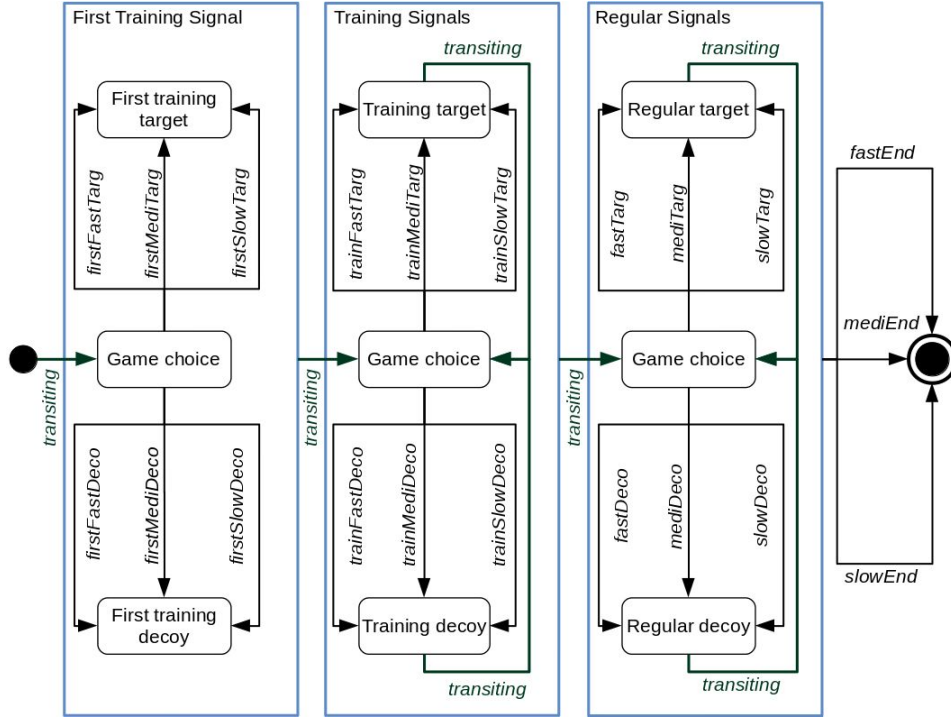 First Training Signal
Training Signals
Regular Signals
transiting
transiting
First training
target
Training target
Regular target
firstFastTarg
firstMediTarg
firstSlowTarg
trainFastTarg
trainMediTarg
trainSlowTarg
fastTarg
mediTarg
slowTarg
fastEnd
mediEnd
slowEnd
Game choice
Game choice
Game choice
transiting
transiting
transiting
firstFastDeco
firstMediDeco
firstSlowDeco
trainFastDeco
trainMediDeco
trainSlowDeco
fastDeco
mediDeco
slowDeco
First training
decoy
Training decoy
Regular decoy
transiting
transiting